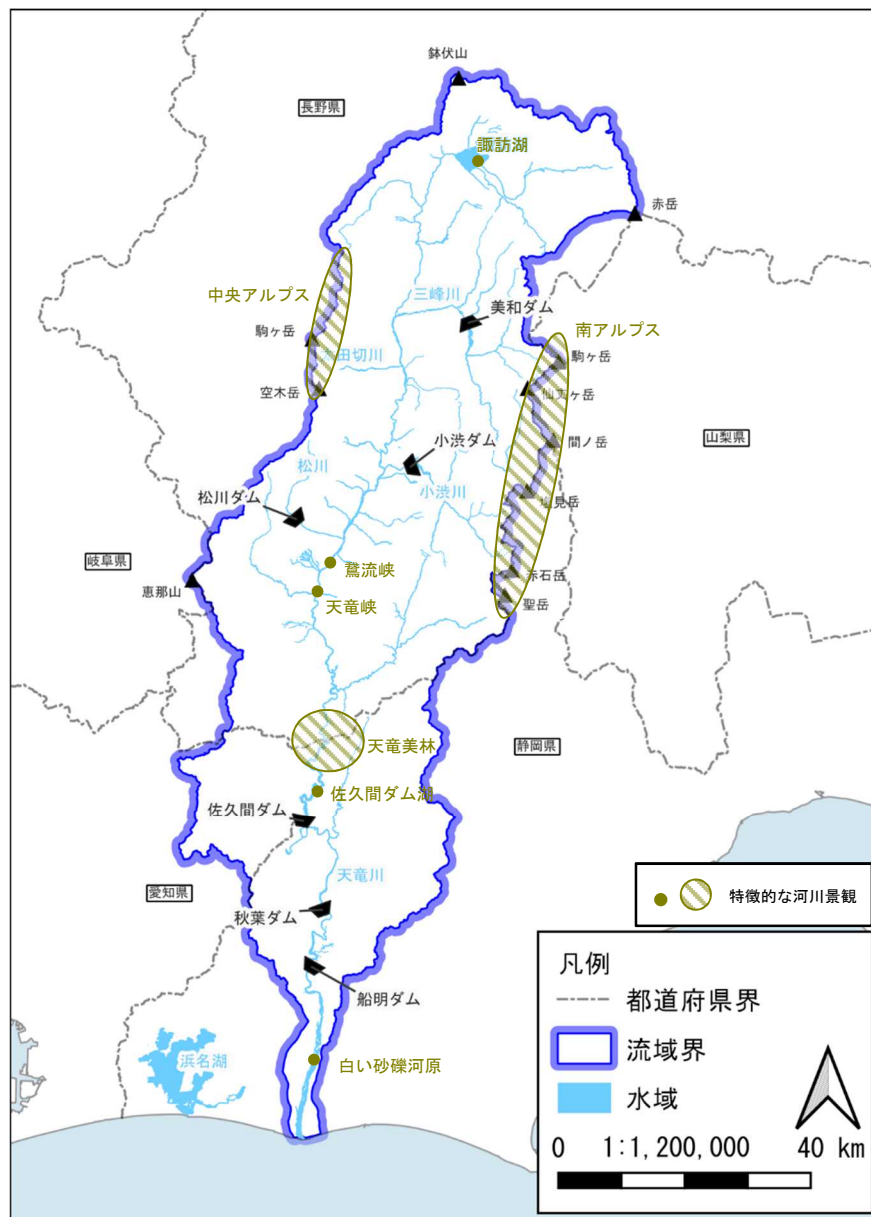 鉢伏山
長野県
諏訪湖
赤岳
中央アルプス
三峰川
美和ダム
南アルプス
駒ヶ岳
駒ヶ岳
田切川
空木岳
仙丈ヶ岳
間ノ岳
山梨県
小渋ダム
松川
小渋川
松川ダム
塩見岳
岐阜県
鵞流峡
恵那山
天竜峡
赤石岳
聖岳
天竜美林
静岡県
佐久間ダム湖
佐久間ダム
天竜川
愛知県
秋葉ダム
特徴的な河川景観
船明ダム
浜名湖
白い砂礫河原
凡例
都道府県界
流域界
水域
0 1:1,200,000 40 km